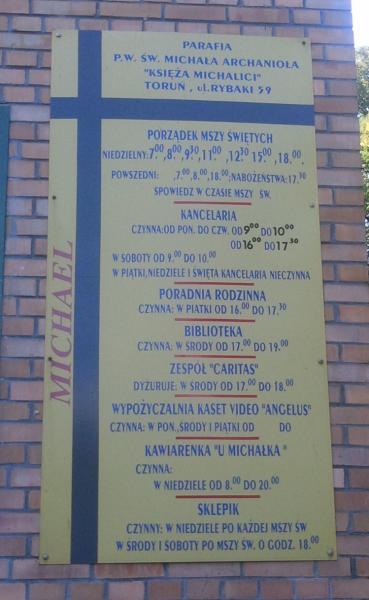 PARAFIA
P.W. ŚW. MICHAŁA ARCHANIOŁA
"KSIĘŻA MICHALICI"
TORUŃ, ul. RYBAKI 59
PORZĄDEK MSZY ŚWIĘTYCH
NIEDZIELNY: 7.00, 8.00, 9.30, 11.00, 12.30 15.00, 18.00.
POWSZEDNI: ,7.00, 8.00, 18.00; NABOŻEŃSTWA: 17.30
SPOWIEDŹ W CZASIE MSZY ŚW.
KANCELARIA
CZYNNA: OD PON. DO CZW. OD 9.00 DO 10.00
OD 16.00 DO 17.30
W SOBOTY OD 9.00 DO 10.00
W PIĄTKI, NIEDZIELE I ŚWIĘTA KANCELARIA NIECZYNNA
PORADNIA RODZINNA
CZYNNA: W PIĄTKI OD 16.00 DO 17.30
BIBLIOTEKA
CZYNNA: W ŚRODY OD 17.00 DO 19.00
ZESPÓŁ "CARITAS"
DYŻURUJE: W ŚRODY OD 17.00 DO 18.00
WYPOŻYCZALNIA KASET VIDEO "ANGELUS"
CZYNNA: W PON., ŚRODY I PIĄTKI OD DO
KAWIARENKA "U MICHAŁKA"
CZYNNA:
W NIEDZIELE OD 8.00 DO 20.00
SKLEPIK
CZYNNY: W NIEDZIELE PO KAŻDEJ MSZY ŚW
W ŚRODY I SOBOTY PO MSZY ŚW. O GODZ. 18.00
MICHAEL